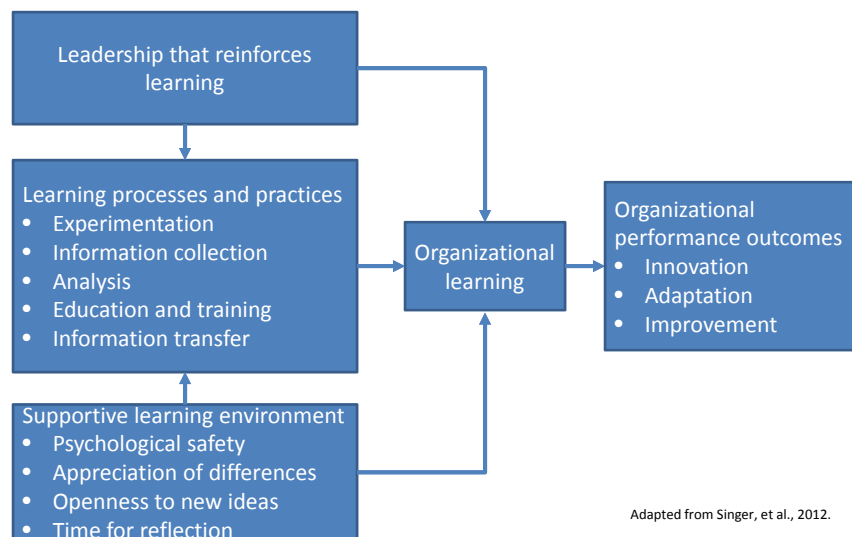 Leadership that reinforces
learning
Learning processes and practices
• Experimentation
• Information collection
• Analysis
• Education and training
• Information transfer
Supportive learning environment
• Psychological safety
• Appreciation of differences
• Openness to new ideas
• Time for reflection
Organizational
learning
Organizational
performance outcomes
• Innovation
• Adaptation
• Improvement
Adapted from Singer, et al., 2012.